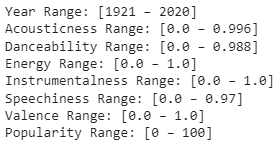 Year Range: [1921 – 2020]
Acousticness Range: [0.0 – 0.996]
Danceability Range: [0.0 – 0.988]
Energy Range: [0.0 – 1.0]
Instrumentalness Range: [0.0 – 1.0]
Speechiness Range: [0.0 – 0.97]
Valence Range: [0.0 – 1.0]
Popularity Range: [0 – 100]